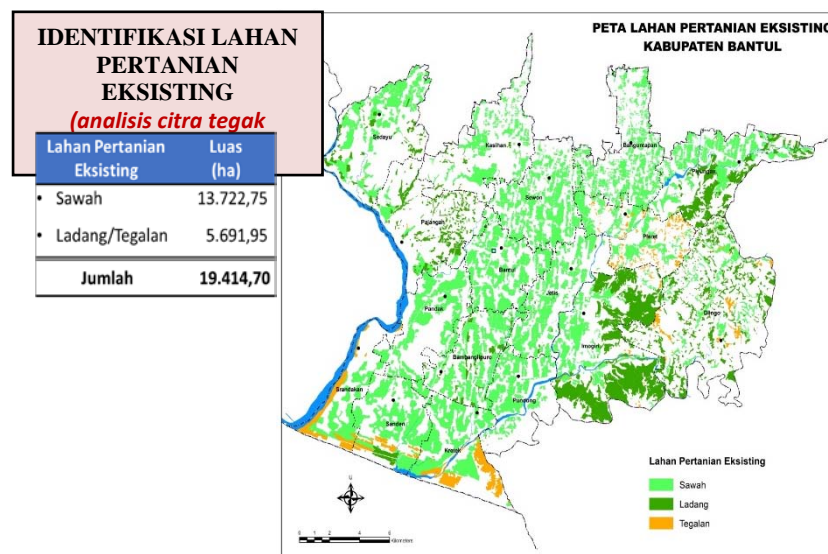 IDENTIFIKASI LAHAN
PERTANIAN
EKSISTING
(analisis citra tegak
Lahan Pertanian Luas
Eksisting (ha)
• Sawah 13.722,75
• Ladang/Tegalan 5.691,95
Jumlah 19.414,70
PETA LAHAN PERTANIAN EKSISTING
KABUPATEN BANTUL
Sedayu
Kasihan
Banguntapan
Piyungan
Sewon
Pajangan
Pleret
Bantul
Jetis
Pandak
Dlingo
Imogiri
Bambanglipuro
Srandakan
Pundong
Sanden
Kretek
Lahan Pertanian Eksisting
Sawah
Ladang
Tegalan
Kilometers